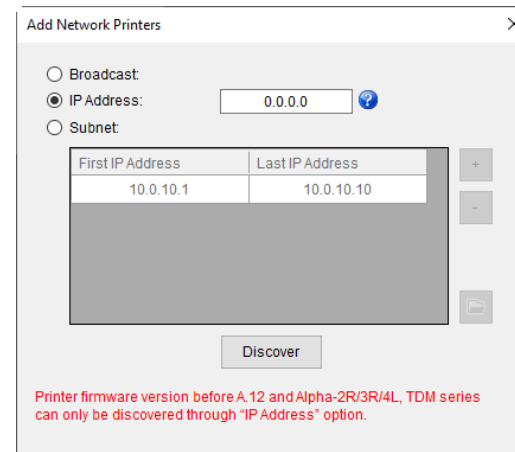 Add Network Printers
Broadcast:
IP Address: 0.0.0.0 ?
Subnet:
First IP Address Last IP Address
10.0.10.1 10.0.10.10
+
-
Discover
Printer firmware version before A.12 and Alpha-2R/3R/4L, TDM series
can only be discovered through “IP Address” option.